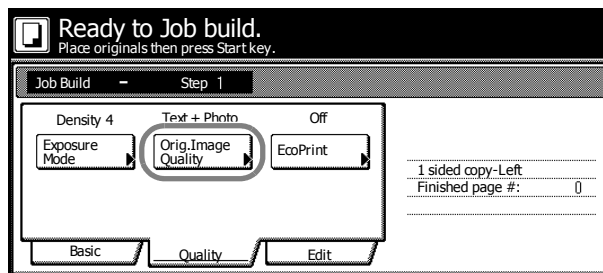 Ready to Job build.
Place originals then press Start key.
Job Build - Step 1
Density 4 Text + Photo Off
Exposure Mode
Orig.Image Quality
EcoPrint
1 sided copy-Left
Finished page #: 0
Basic Quality Edit